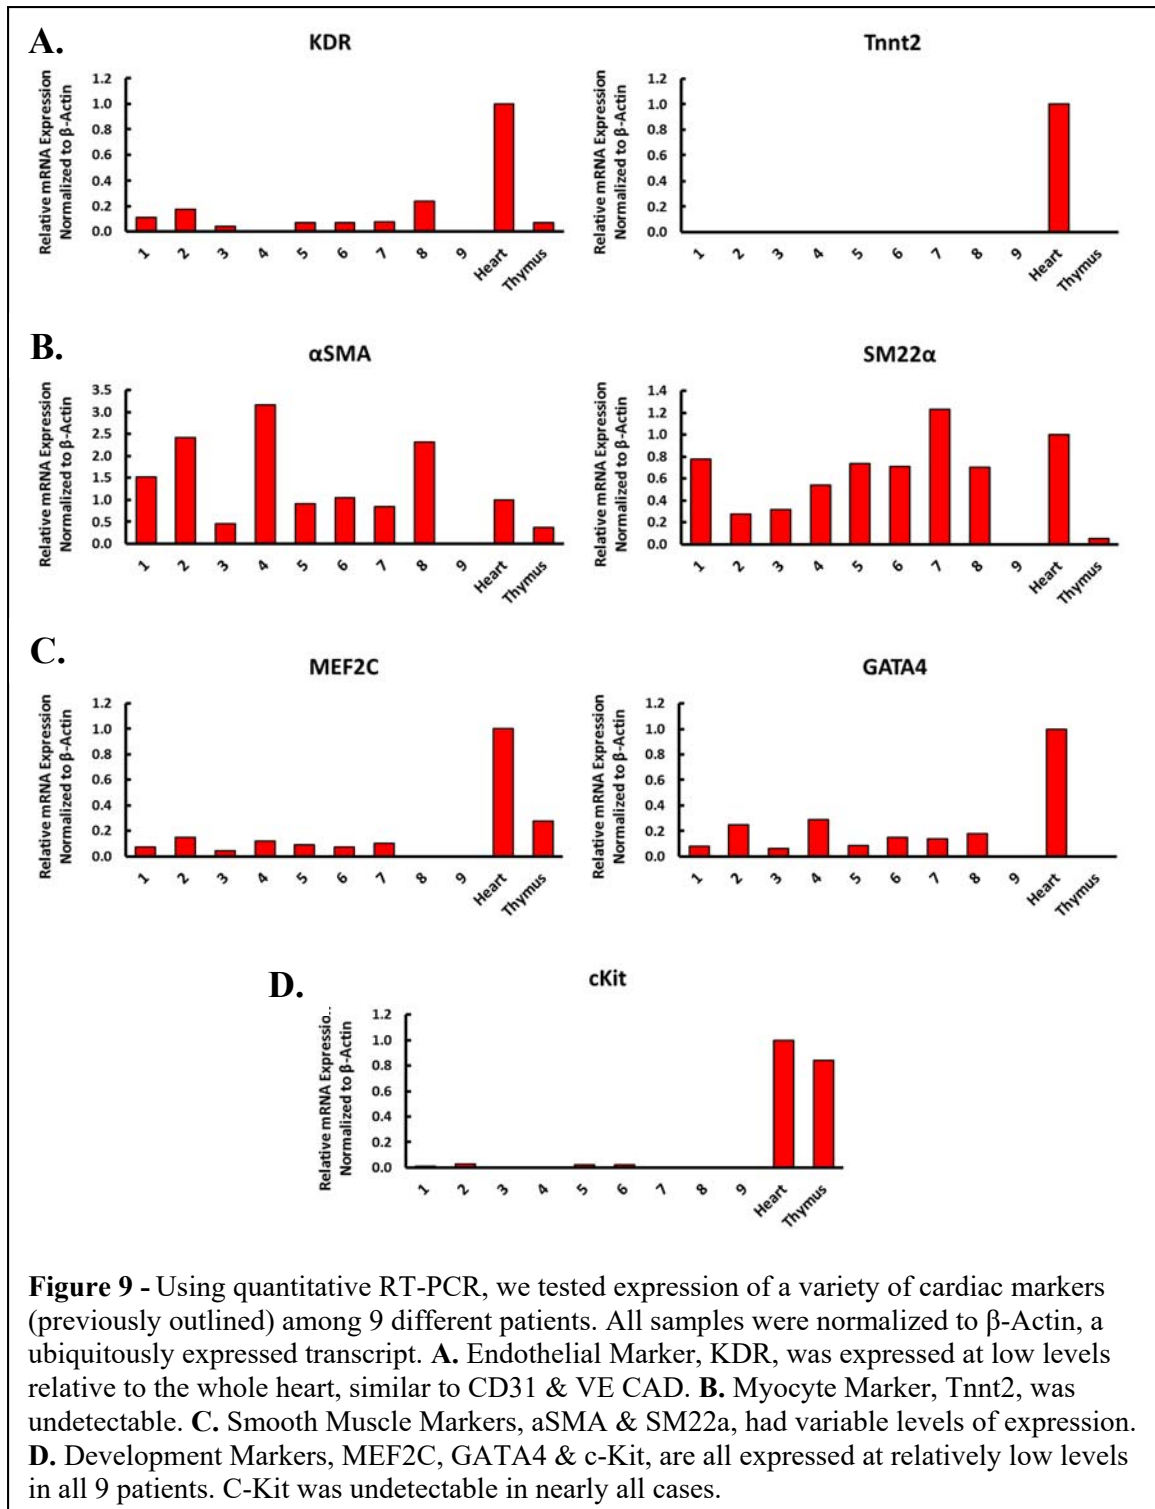 A.
KDR
Relative mRNA Expression
Normalized to β-Actin
1.2
1.0
0.8
0.6
0.4
0.2
0.0
1 2 3 4 5 6 7 8 9 Heart Thymus
Tnnt2
Relative mRNA Expression
Normalized to β-Actin
1.2
1.0
0.8
0.6
0.4
0.2
0.0
1 2 3 4 5 6 7 8 9 Heart Thymus
B.
αSMA
Relative mRNA Expression
Normalized to β-Actin
3.5
3.0
2.5
2.0
1.5
1.0
0.5
0.0
1 2 3 4 5 6 7 8 9 Heart Thymus
SM22α
Relative mRNA Expression
Normalized to β-Actin
1.4
1.2
1.0
0.8
0.6
0.4
0.2
0.0
1 2 3 4 5 6 7 8 9 Heart Thymus
C.
MEF2C
Relative mRNA Expression
Normalized to β-Actin
1.2
1.0
0.8
0.6
0.4
0.2
0.0
1 2 3 4 5 6 7 8 9 Heart Thymus
GATA4
Relative mRNA Expression
Normalized to β-Actin
1.2
1.0
0.8
0.6
0.4
0.2
0.0
1 2 3 4 5 6 7 8 9 Heart Thymus
D.
cKit
Relative mRNA Expressio...
Normalized to β-Actin
1.2
1.0
0.8
0.6
0.4
0.2
0.0
1 2 3 4 5 6 7 8 9 Heart Thymus
Figure 9 - Using quantitative RT-PCR, we tested expression of a variety of cardiac markers
(previously outlined) among 9 different patients. All samples were normalized to β-Actin, a
ubiquitously expressed transcript. A. Endothelial Marker, KDR, was expressed at low levels
relative to the whole heart, similar to CD31 & VE CAD. B. Myocyte Marker, Tnnt2, was
undetectable. C. Smooth Muscle Markers, aSMA & SM22a, had variable levels of expression.
D. Development Markers, MEF2C, GATA4 & c-Kit, are all expressed at relatively low levels
in all 9 patients. C-Kit was undetectable in nearly all cases.